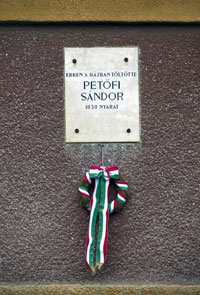 EBBEN A HÁZBAN TÖLTÖTTE
PETŐFI
SÁNDOR
1839 NYARÁT